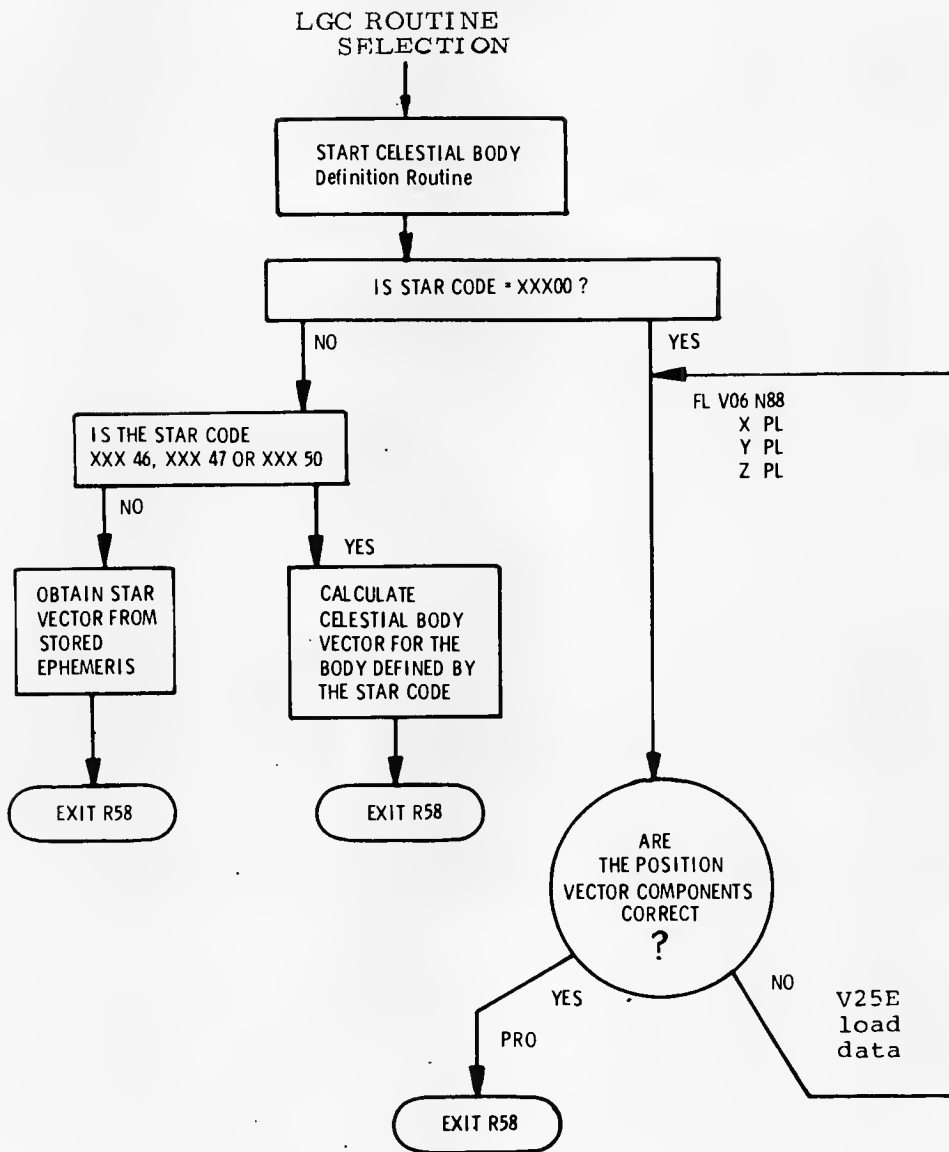 LGC ROUTINE
SELECTION
START CELESTIAL BODY
Definition Routine
IS STAR CODE = XXX00 ?
NO
YES
FL V06 N88
X PL
Y PL
Z PL
IS THE STAR CODE
XXX 46, XXX 47 OR XXX 50
NO
YES
OBTAIN STAR
VECTOR FROM
STORED
EPHEMERIS
CALCULATE
CELESTIAL BODY
VECTOR FOR THE
BODY DEFINED BY
THE STAR CODE
EXIT R58
EXIT R58
ARE
THE POSITION
VECTOR COMPONENTS
CORRECT
?
YES
NO
PRO
V25E
load
data
EXIT R58